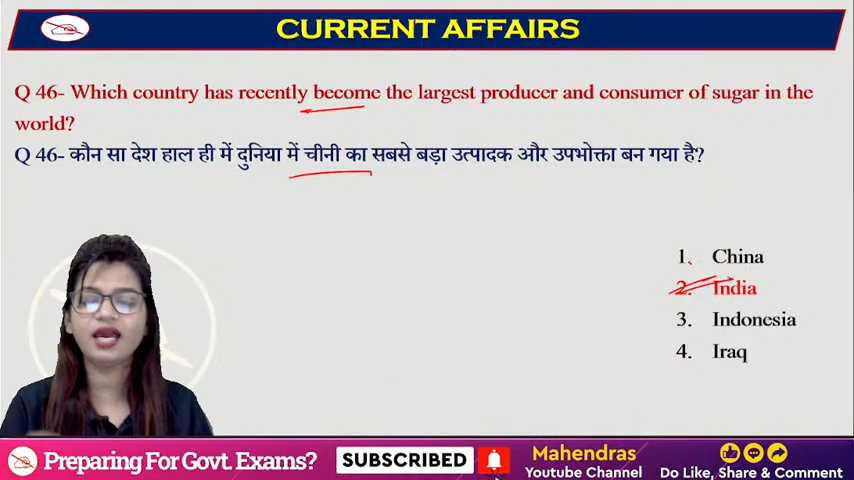 CURRENT AFFAIRS
Q 46- Which country has recently become the largest producer and consumer of sugar in the
world?
Q 46- कौन सा देश हाल ही में दुनिया में चीनी का सबसे बड़ा उत्पादक और उपभोक्ता बन गया है?
1. China
2. India
3. Indonesia
4. Iraq
Preparing For Govt. Exams?
SUBSCRIBED
Mahendras
Youtube Channel
Do Like, Share & Comment